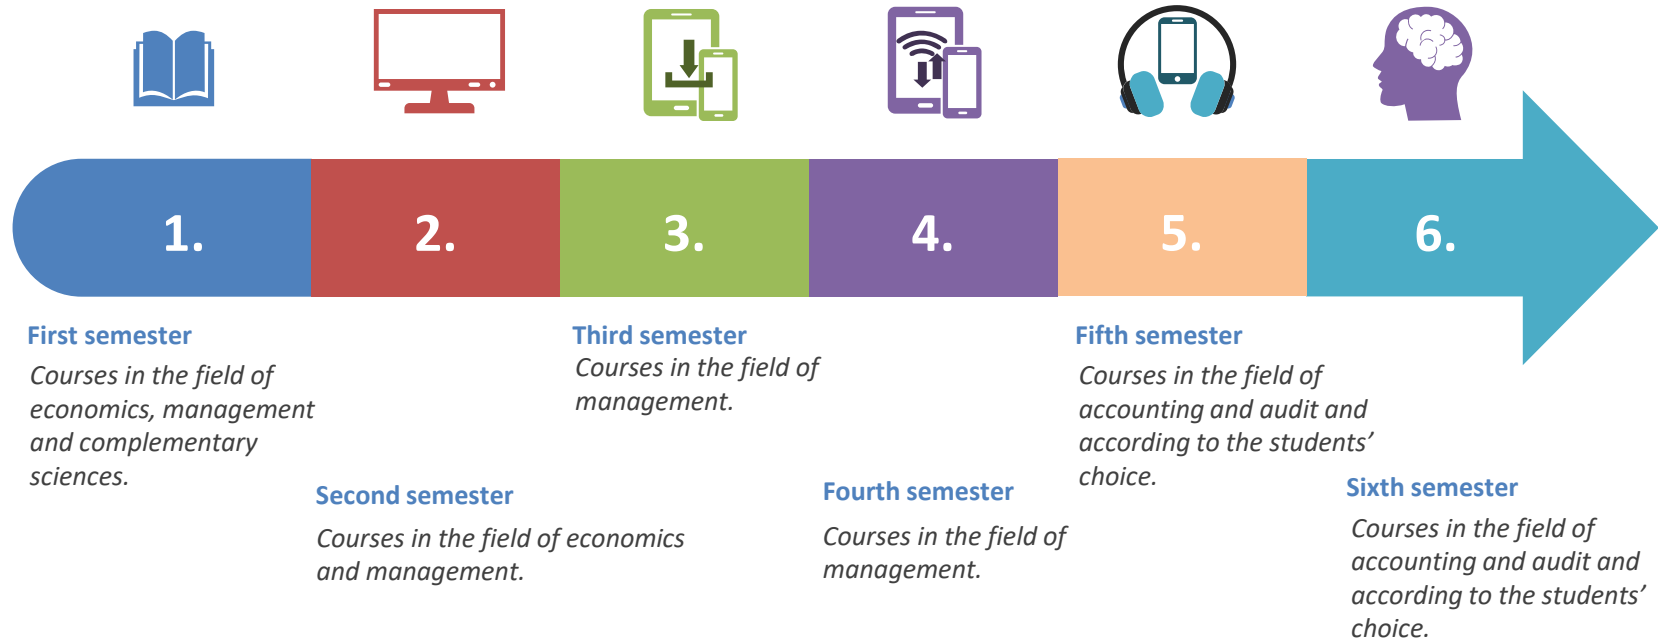 1.
2.
3.
4.
5.
6.
First semester
Courses in the field of
economics, management
and complementary
sciences.
Second semester
Courses in the field of economics
and management.
Third semester
Courses in the field of
management.
Fourth semester
Courses in the field of
management.
Fifth semester
Courses in the field of
accounting and audit and
according to the students’
choice.
Sixth semester
Courses in the field of
accounting and audit and
according to the students’
choice.